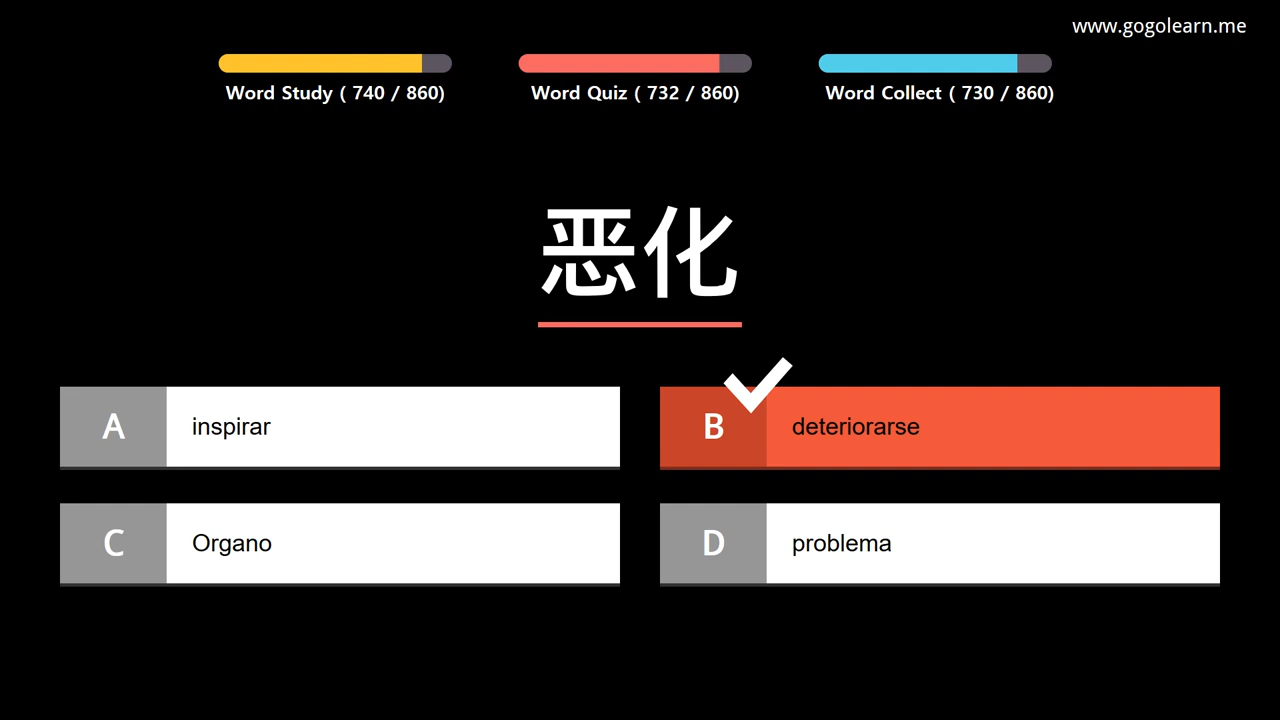 www.gogolearn.me
Word Study ( 740 / 860)
Word Quiz ( 732 / 860)
Word Collect ( 730 / 860)
恶化
A inspirar
B deteriorarse
C Organo
D problema